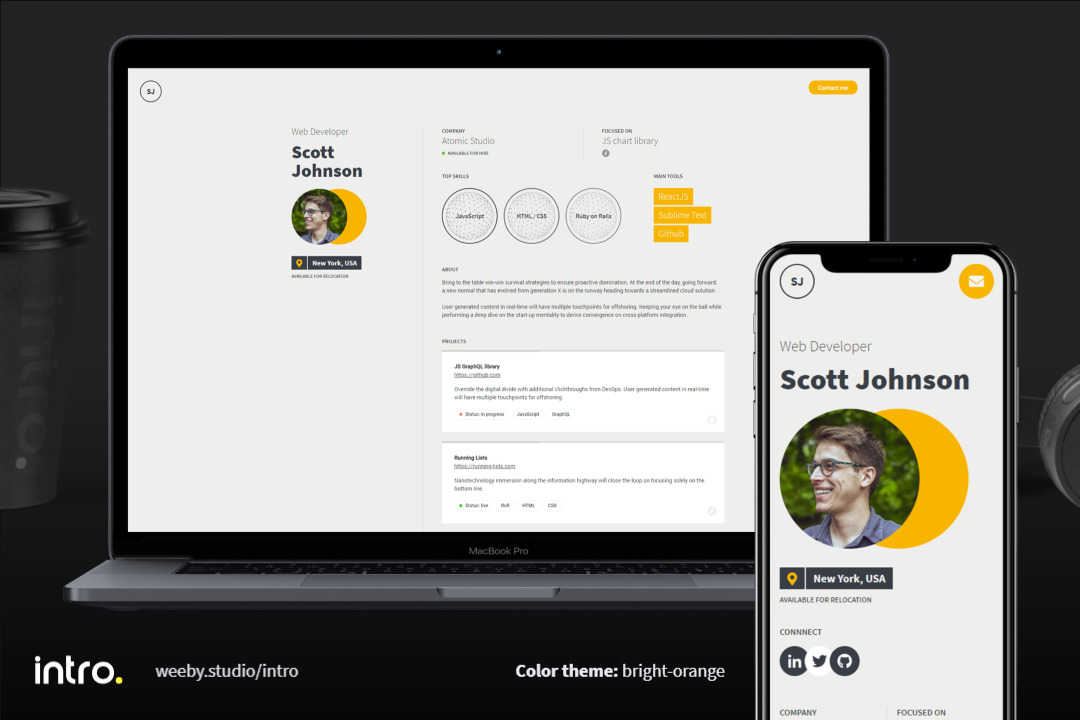 SJ
Contact me
Web Developer
Scott
Johnson
New York, USA
AVAILABLE FOR RELOCATION
COMPANY
Atomic Studio
AVAILABLE FOR HIRE
FOCUSED ON
JS chart library
TOP SKILLS
JavaScript
HTML / CSS
Ruby on Rails
MAIN TOOLS
ReactJS
Sublime Text
Github
ABOUT
Bring to the table win-win survival strategies to ensure proactive domination. At the end of the day, going forward,
a new normal that has evolved from generation X is on the runway heading towards a streamlined cloud solution.
User generated content in real-time will have multiple touchpoints for offshoring. Keeping your eye on the ball while
performing a deep dive on the start-up mentality to derive convergence on cross-platform integration.
PROJECTS
JS GraphQL library
https://github.com
Override the digital divide with additional clickthroughs from DevOps. User generated content in real-time
will have multiple touchpoints for offshoring.
Status: in progress JavaScript GraphQL
Running Lists
https://running-lists.com
Nanotechnology immersion along the information highway will close the loop on focusing solely on the
bottom line.
Status: live RoR HTML CSS
MacBook Pro
SJ
Web Developer
Scott Johnson
New York, USA
AVAILABLE FOR RELOCATION
CONNNECT
in
COMPANY
FOCUSED ON
intro.
intro.
weeby.studio/intro
Color theme: bright-orange